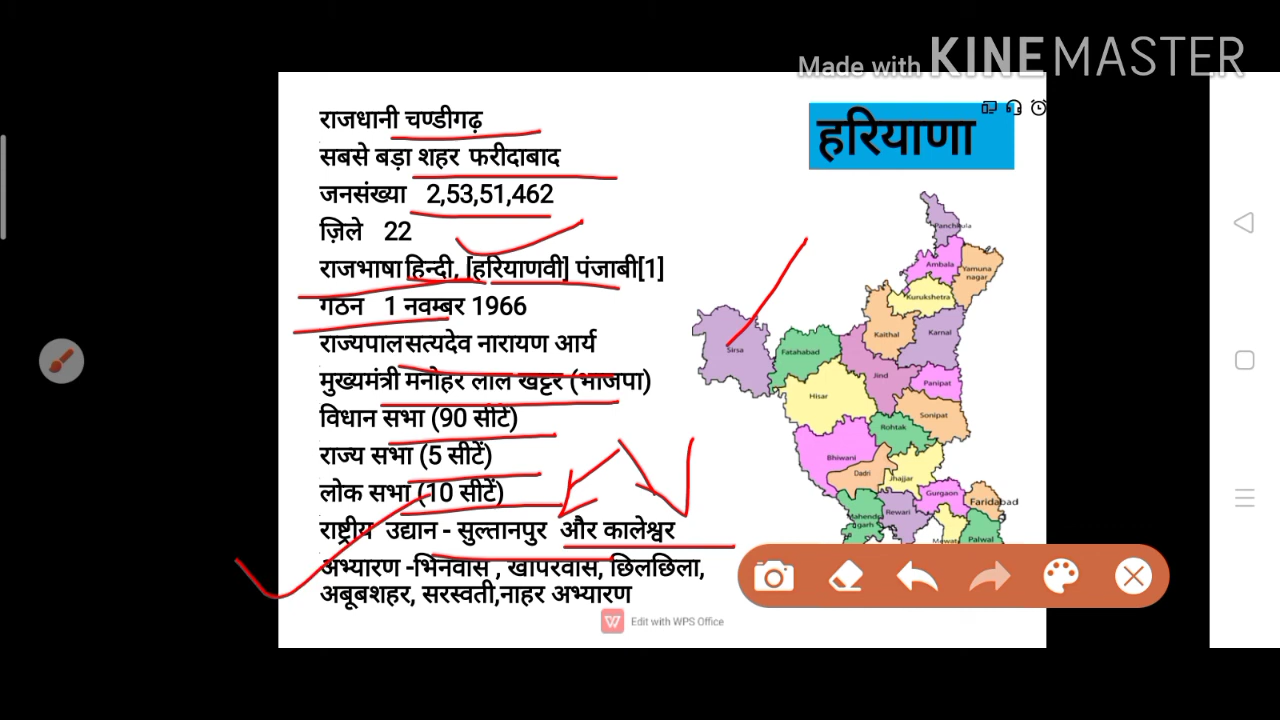 Made with KINEMASTER
हरियाणा
राजधानी चण्डीगढ़
सबसे बड़ा शहर फरीदाबाद
जनसंख्या 2,53,51,462
ज़िले 22
राजभाषा हिन्दी, [हरियाणवी] पंजाबी[1]
गठन 1 नवम्बर 1966
राज्यपाल सत्यदेव नारायण आर्य
मुख्यमंत्री मनोहर लाल खट्टर (भाजपा)
विधान सभा (90 सीटें)
राज्य सभा (5 सीटें)
लोक सभा (10 सीटें)
राष्ट्रीय उद्यान - सुल्तानपुर और कालेश्वर
अभ्यारण -भिनवास , खापरवास, छिलछिला,
अबूबशहर, सरस्वती,नाहर अभ्यारण
Panchkula
Ambala
Yamuna
nagar
Kurukshetra
Kaithal
Karnal
Sirsa
Fatahabad
Jind
Panipat
Hisar
Sonipat
Rohtak
Bhiwani
Dadri
Jhajjar
Gurgaon
Faridabad
Rewari
Mahend
garh
Mewat
Palwal
Edit with WPS Office